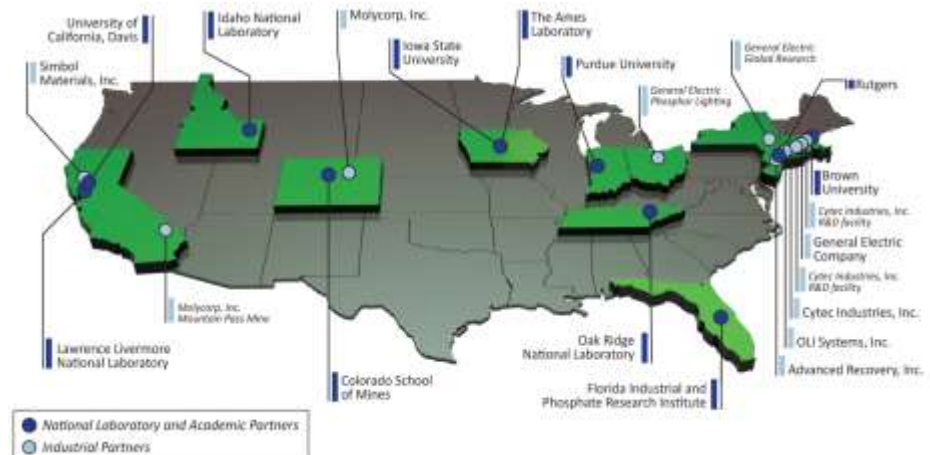 University of
California, Davis
Idaho National
Laboratory
Molycorp, Inc.
Iowa State
University
The Ames
Laboratory
Purdue University
General Electric
Phosphor Lighting
General Electric
Global Research
Rutgers
Simbol
Materials, Inc.
Brown
University
Cytec Industries, Inc.
R&D facility
General Electric
Company
Cytec Industries, Inc.
R&D facility
Cytec Industries, Inc.
OLI Systems, Inc.
Advanced Recovery, Inc.
Molycorp, Inc.
Mountain Pass Mine
Lawrence Livermore
National Laboratory
Colorado School
of Mines
Oak Ridge
National Laboratory
Florida Industrial and
Phosphate Research Institute
National Laboratory and Academic Partners
Industrial Partners